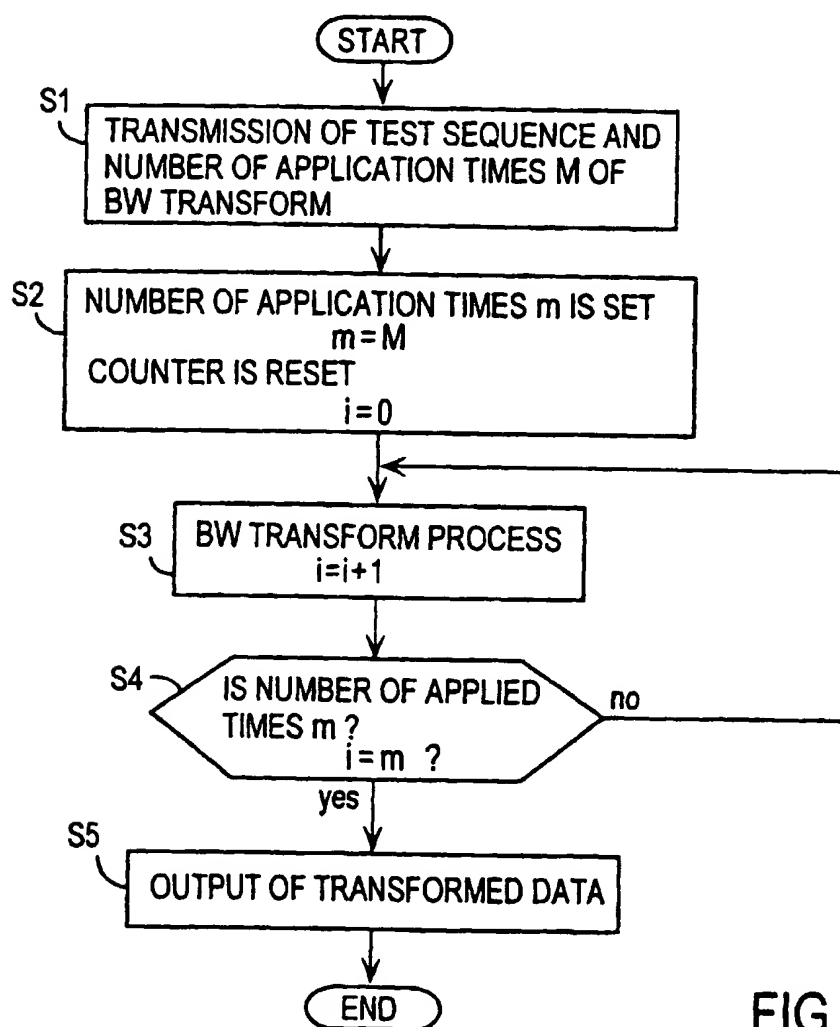 START
S1
TRANSMISSION OF TEST SEQUENCE AND
NUMBER OF APPLICATION TIMES M OF
BW TRANSFORM
S2
NUMBER OF APPLICATION TIMES m IS SET
m=M
COUNTER IS RESET
i=0
S3
BW TRANSFORM PROCESS
i=i+1
S4
IS NUMBER OF APPLIED
TIMES m ?
i=m ?
no
yes
S5
OUTPUT OF TRANSFORMED DATA
END
FIG